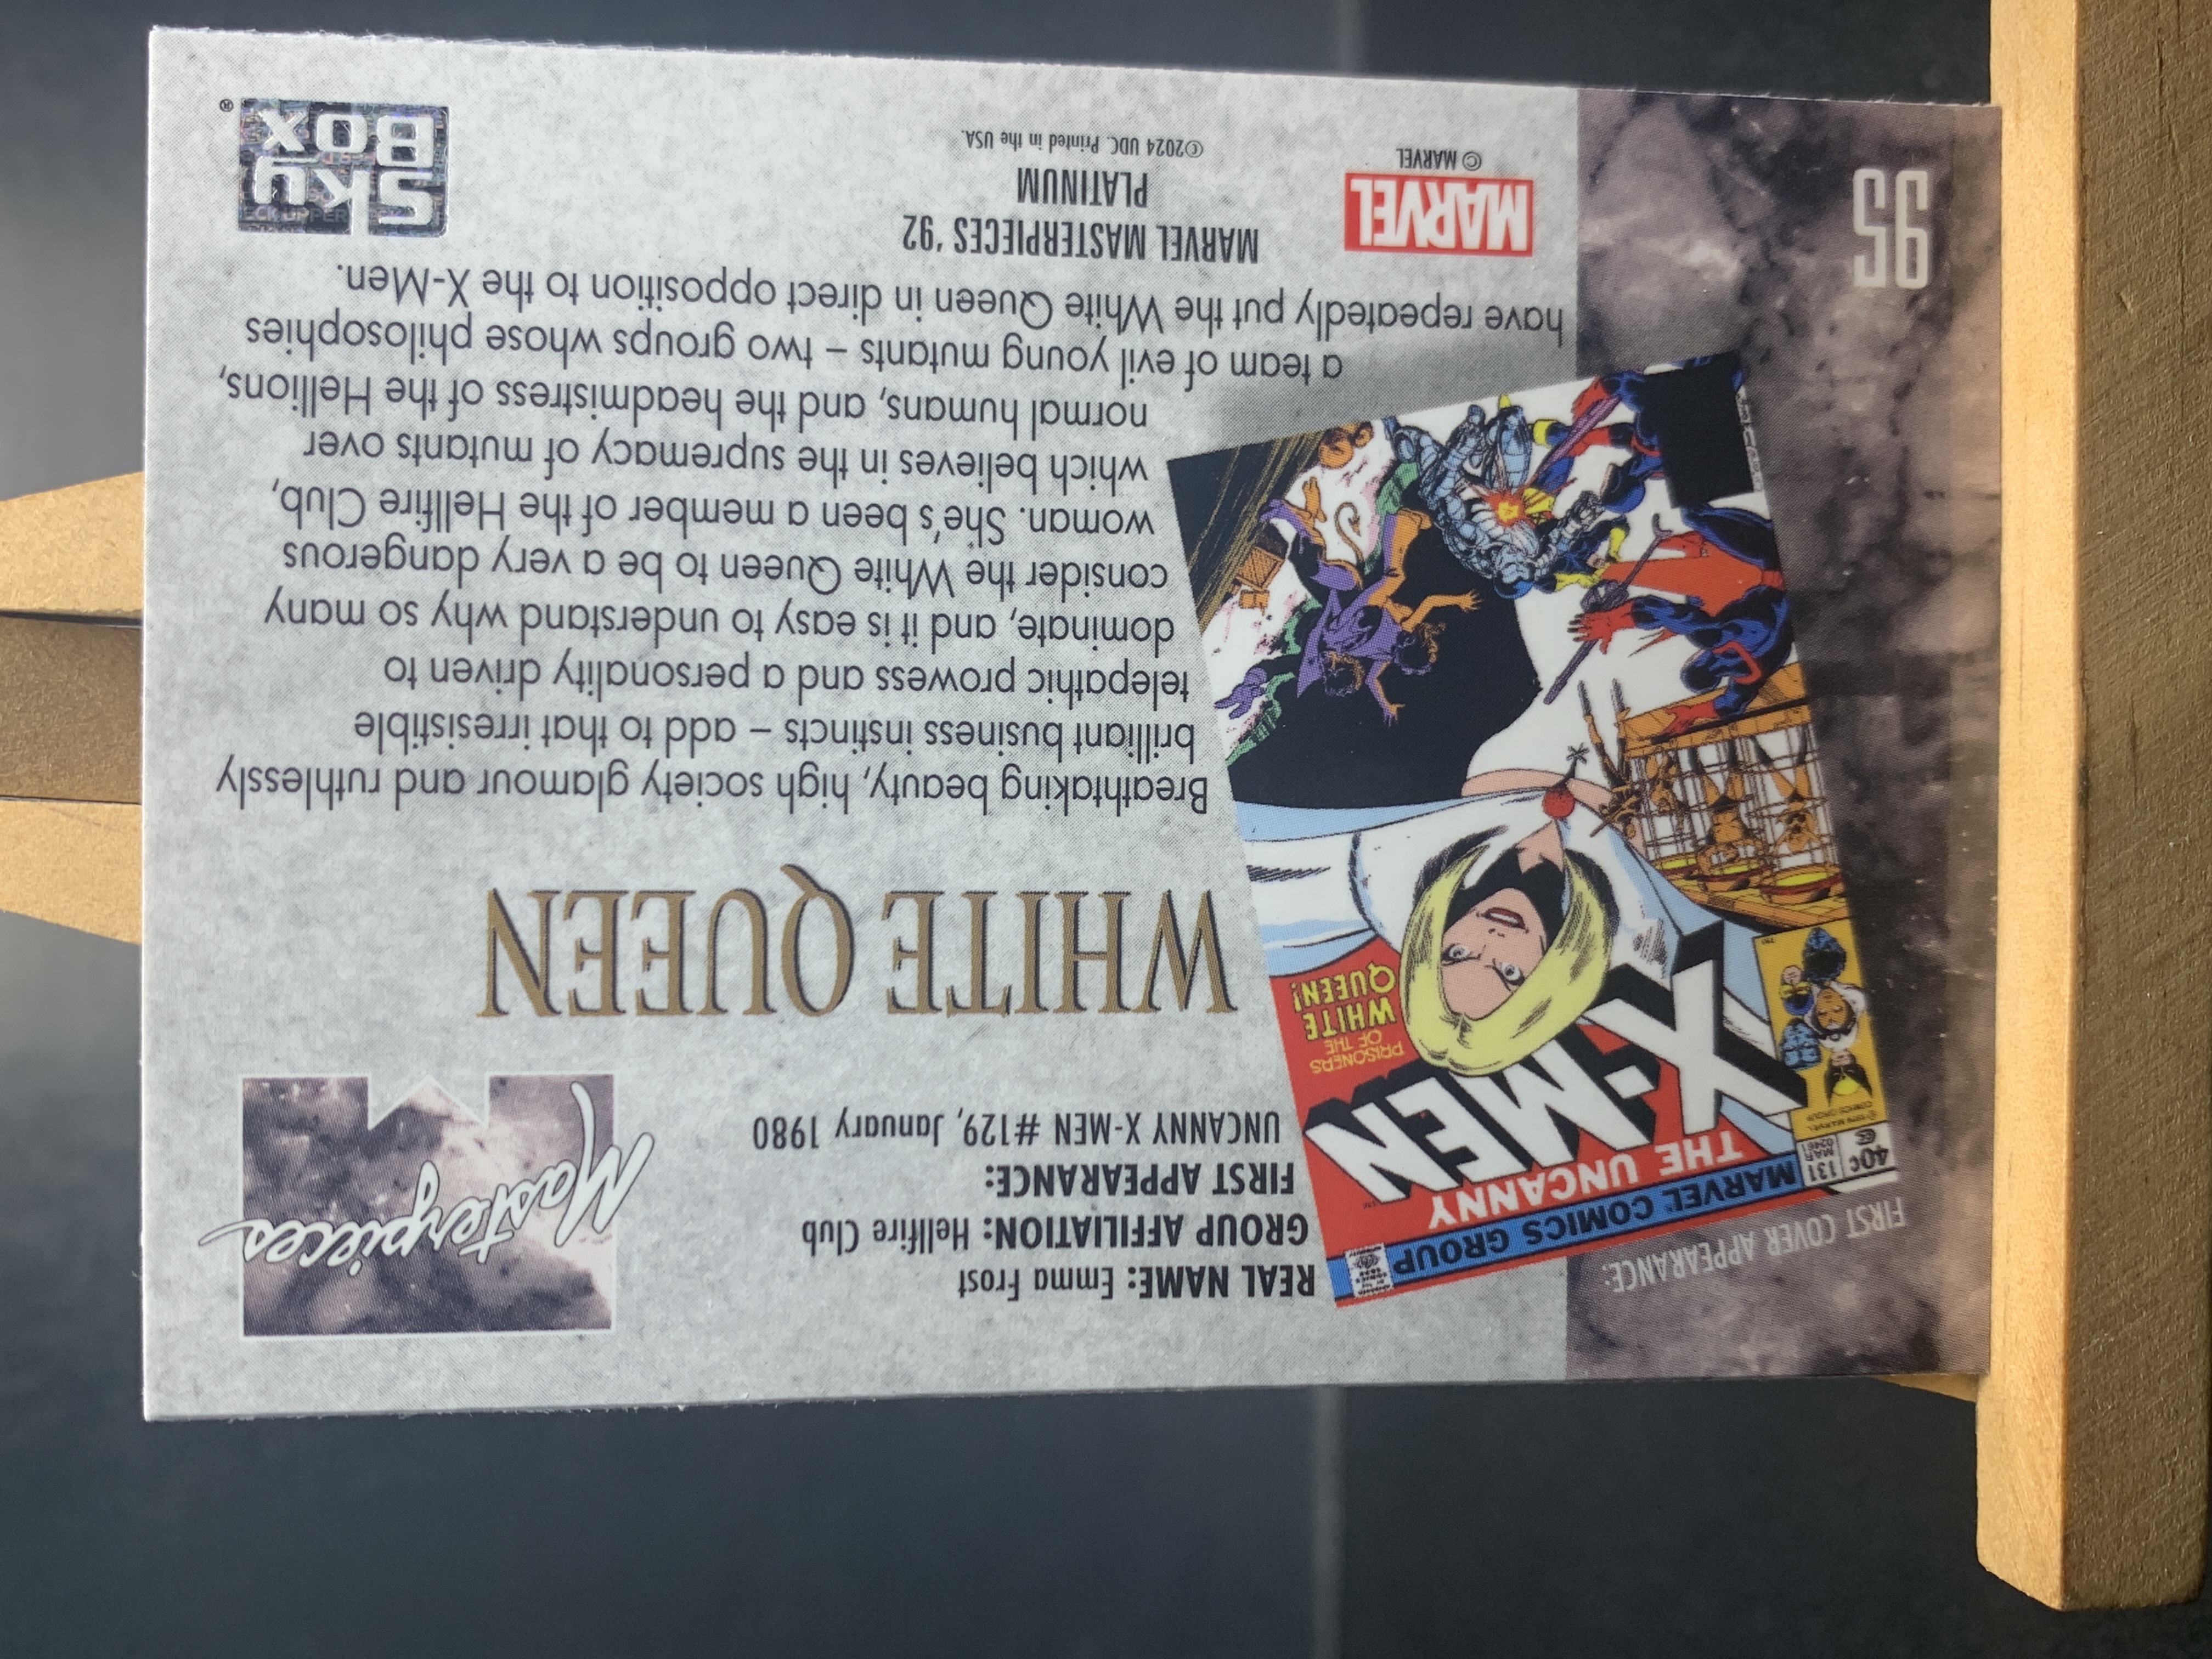 REAL NAME: Emma Frost
GROUP AFFILIATION: Hellfire Club
FIRST APPEARANCE:
UNCANNY X-MEN #129, January 1980
Masterpieces
FIRST COVER APPEARANCE:
MARVEL COMICS GROUP
40¢
131
MAR
© 1979 MARVEL
COMICS GROUP
THE UNCANNY
X-MEN
PRISONERS
OF THE
WHITE
QUEEN!
WHITE QUEEN
Breathtaking beauty, high society glamour and ruthlessly
brilliant business instincts – add to that irresistible
telepathic prowess and a personality driven to
dominate, and it is easy to understand why so many
consider the White Queen to be a very dangerous
woman. She's been a member of the Hellfire Club,
which believes in the supremacy of mutants over
normal humans, and the headmistress of the Hellions,
a team of evil young mutants – two groups whose philosophies
have repeatedly put the White Queen in direct opposition to the X-Men.
95
MARVEL
© MARVEL
MARVEL MASTERPIECES '92
PLATINUM
©2024 UDC. Printed in the USA.
Sky
Box
®